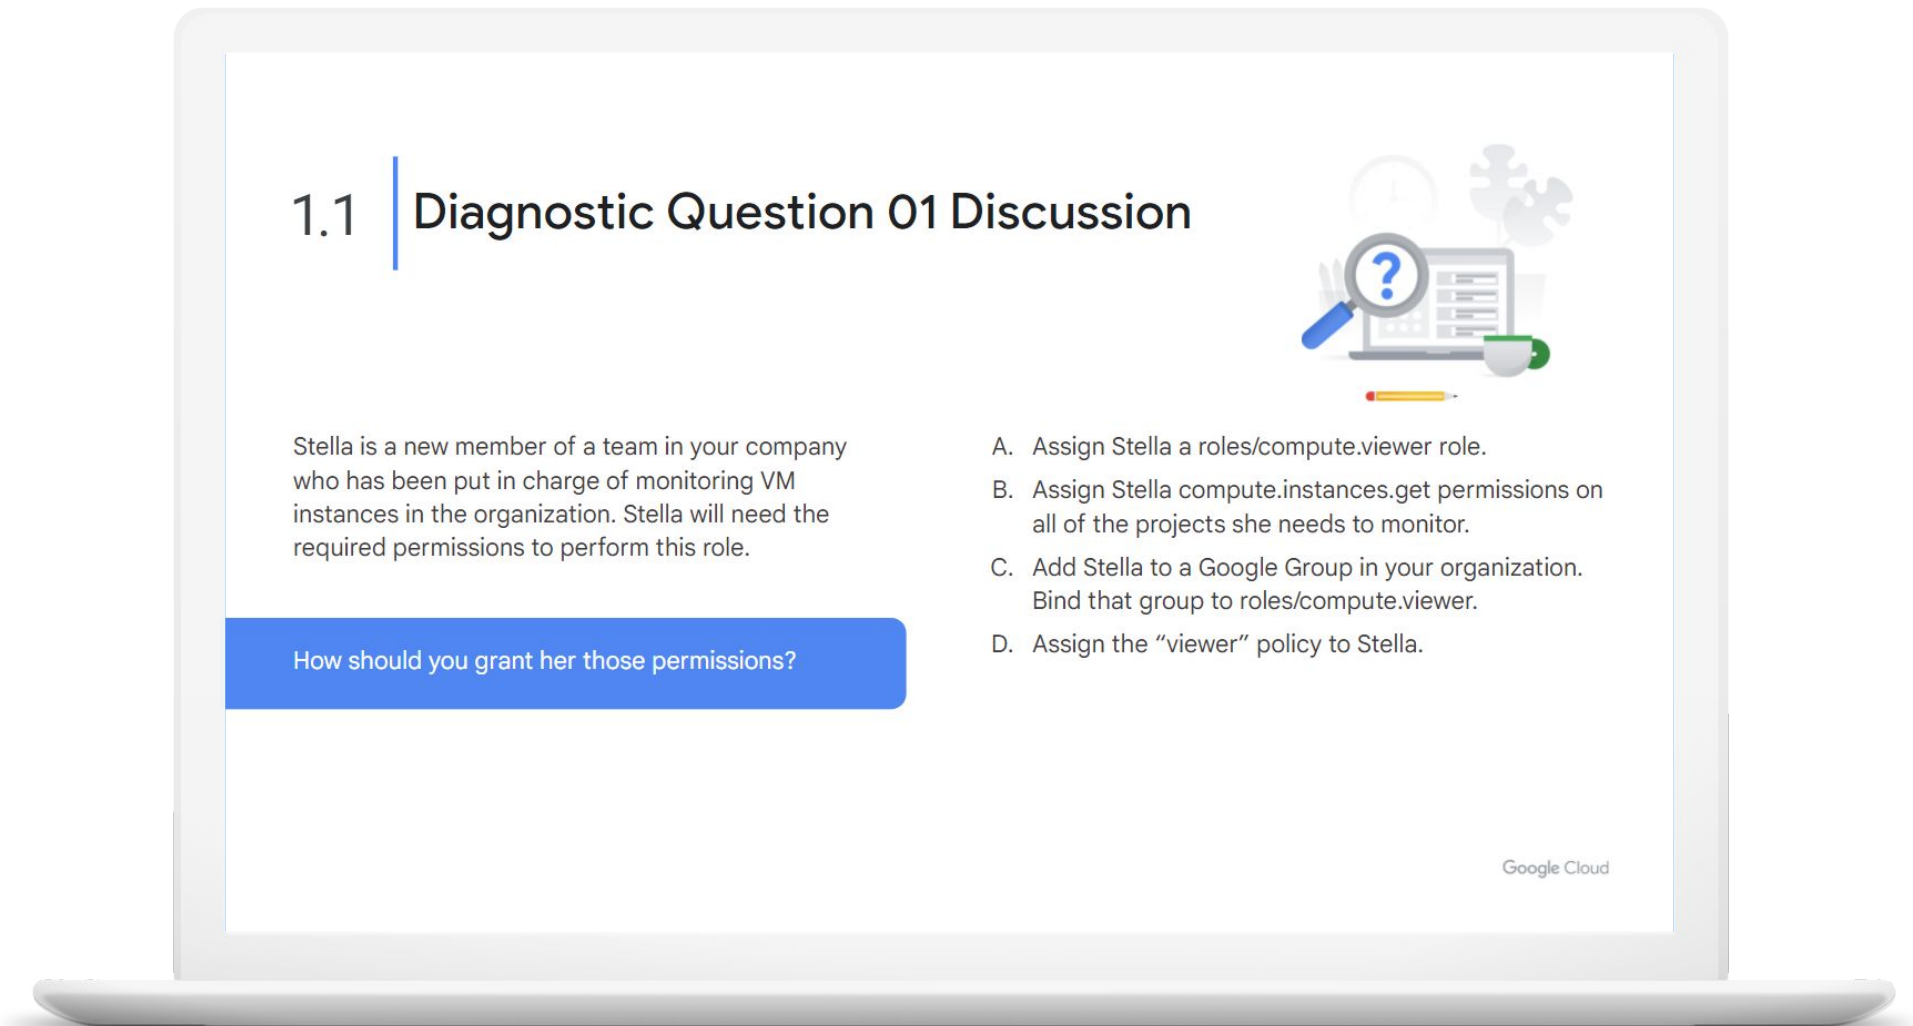 1.1
Diagnostic Question 01 Discussion
Stella is a new member of a team in your company
who has been put in charge of monitoring VM
instances in the organization. Stella will need the
required permissions to perform this role.
How should you grant her those permissions?
A. Assign Stella a roles/compute.viewer role.
B. Assign Stella compute.instances.get permissions on
all of the projects she needs to monitor.
C. Add Stella to a Google Group in your organization.
Bind that group to roles/compute.viewer.
D. Assign the “viewer” policy to Stella.
Google Cloud